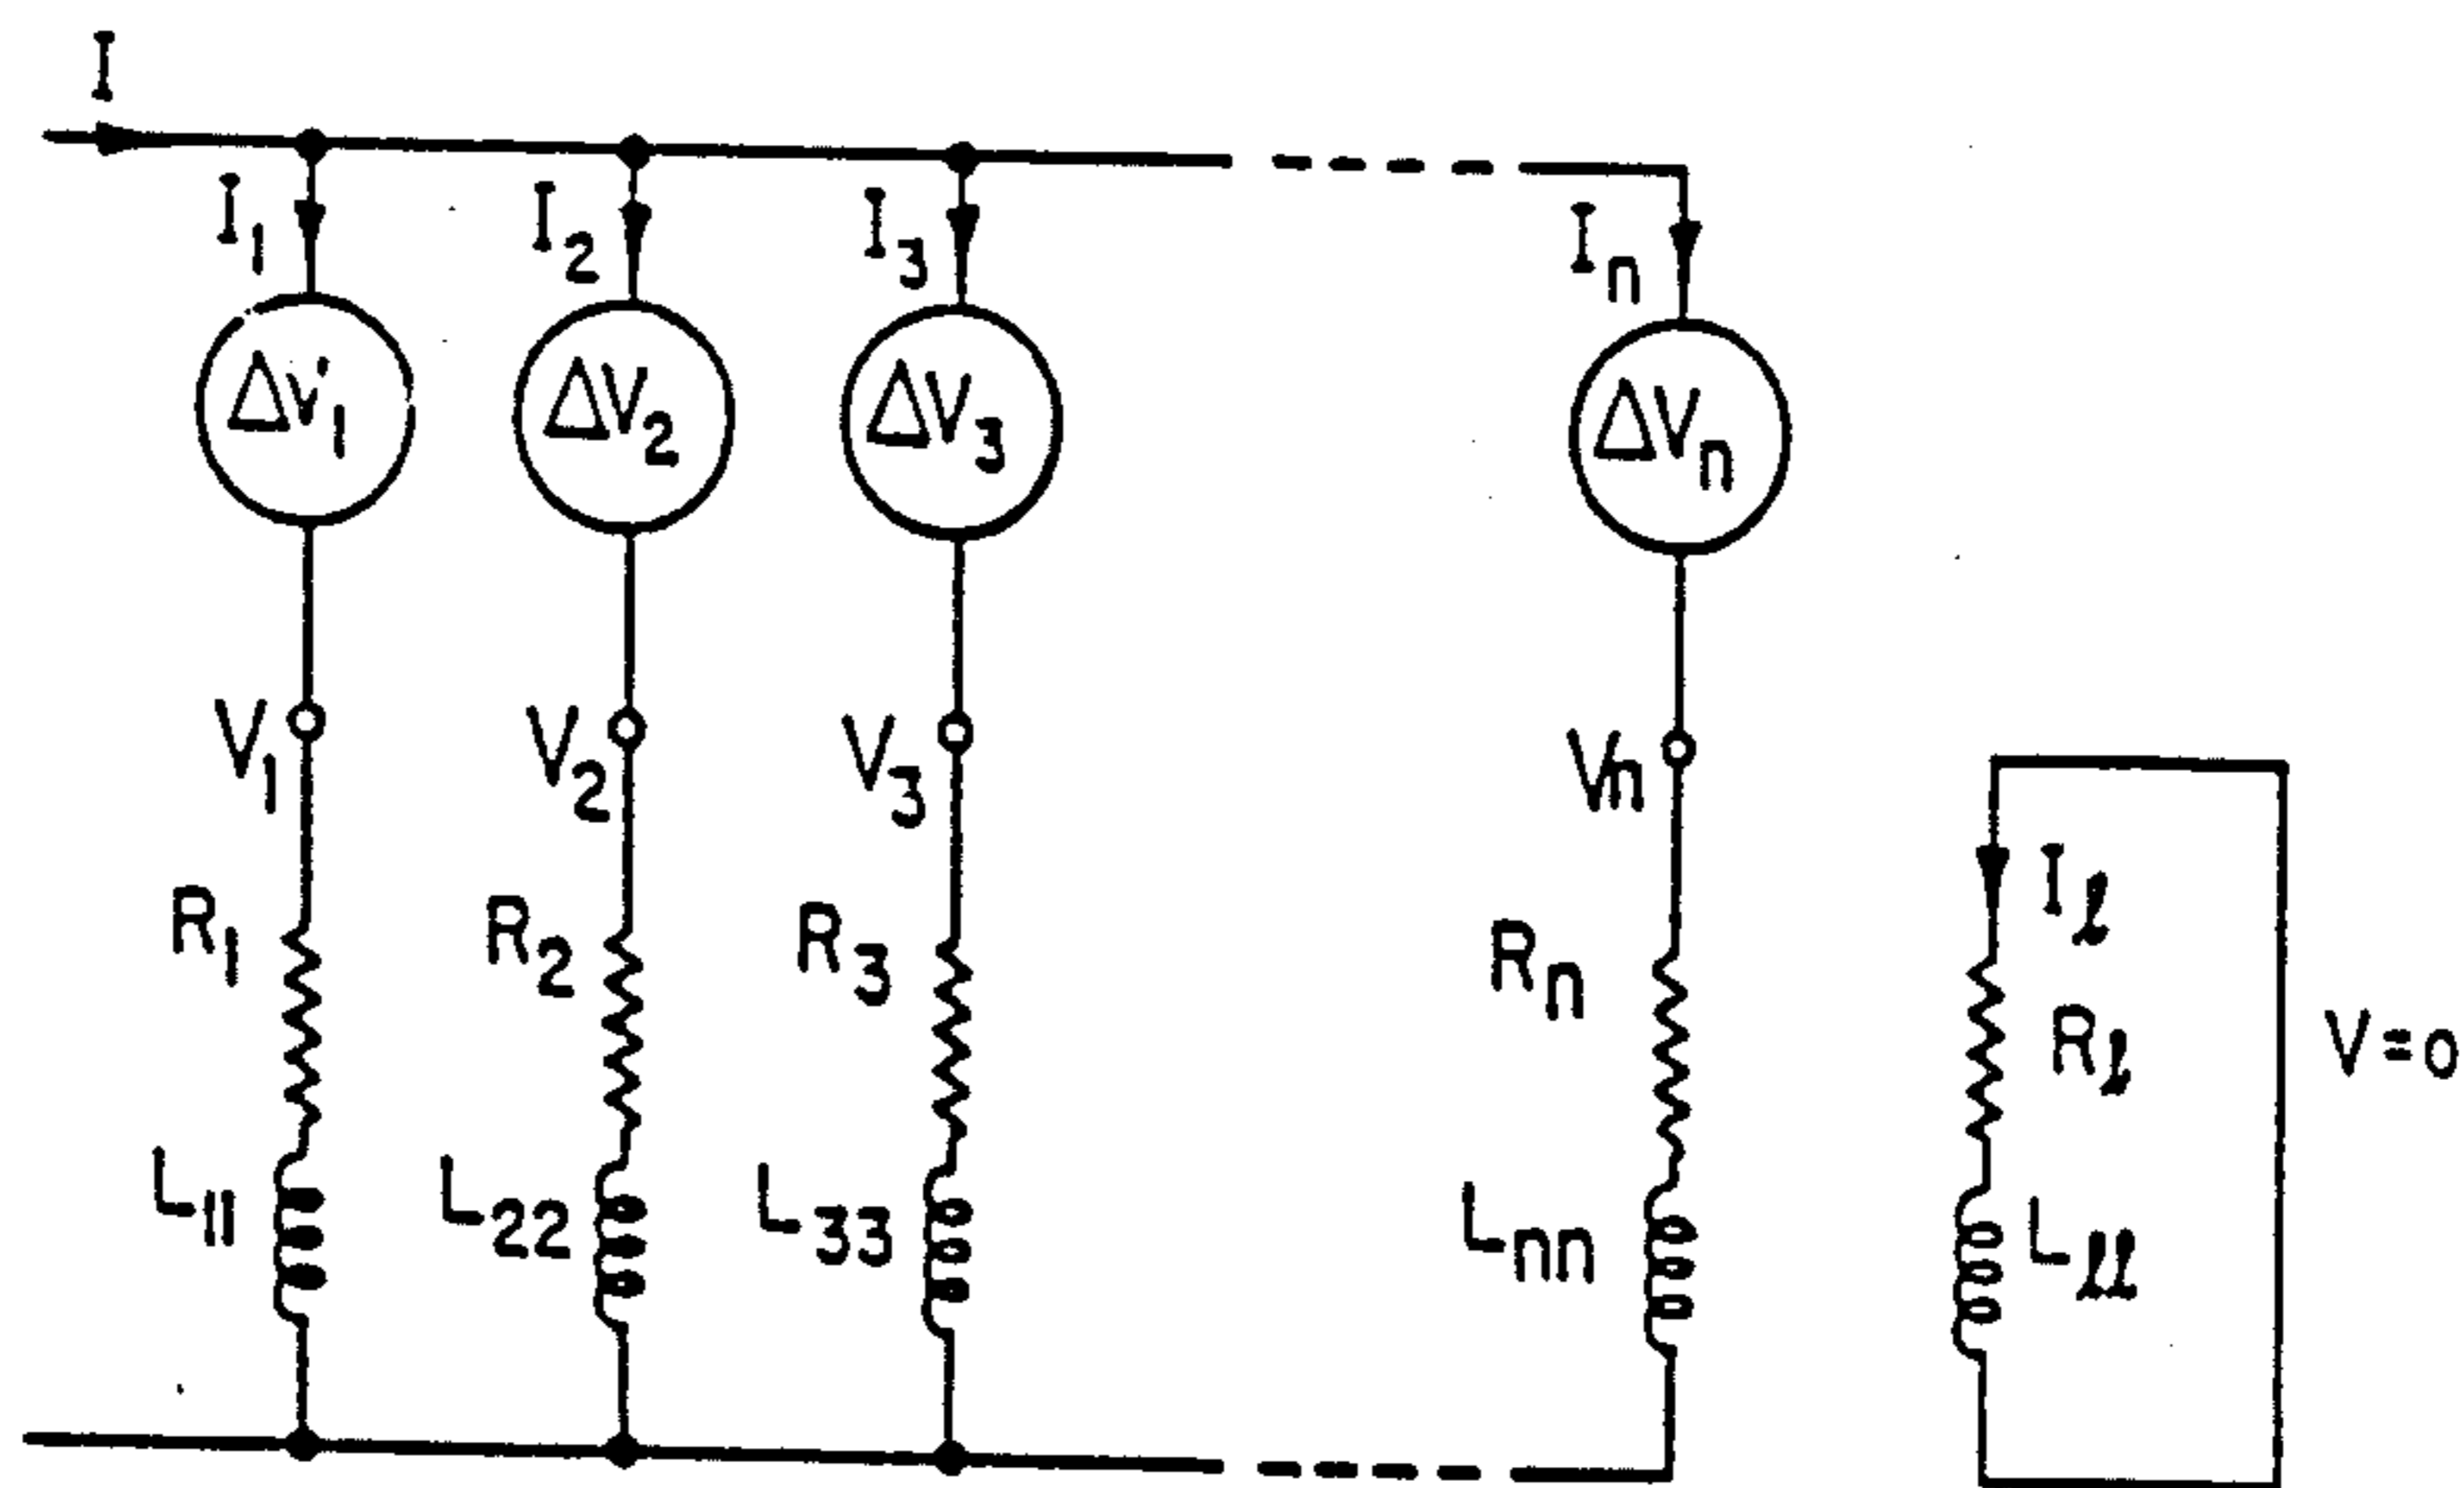 I
I1 I2 I3 In
ΔV1 ΔV2 ΔV3 ΔVn
V1 V2 V3 Vn
Iℓ
R1 R2 R3 Rn Rℓ V=0
L11 L22 L33 Lnn Lℓℓ